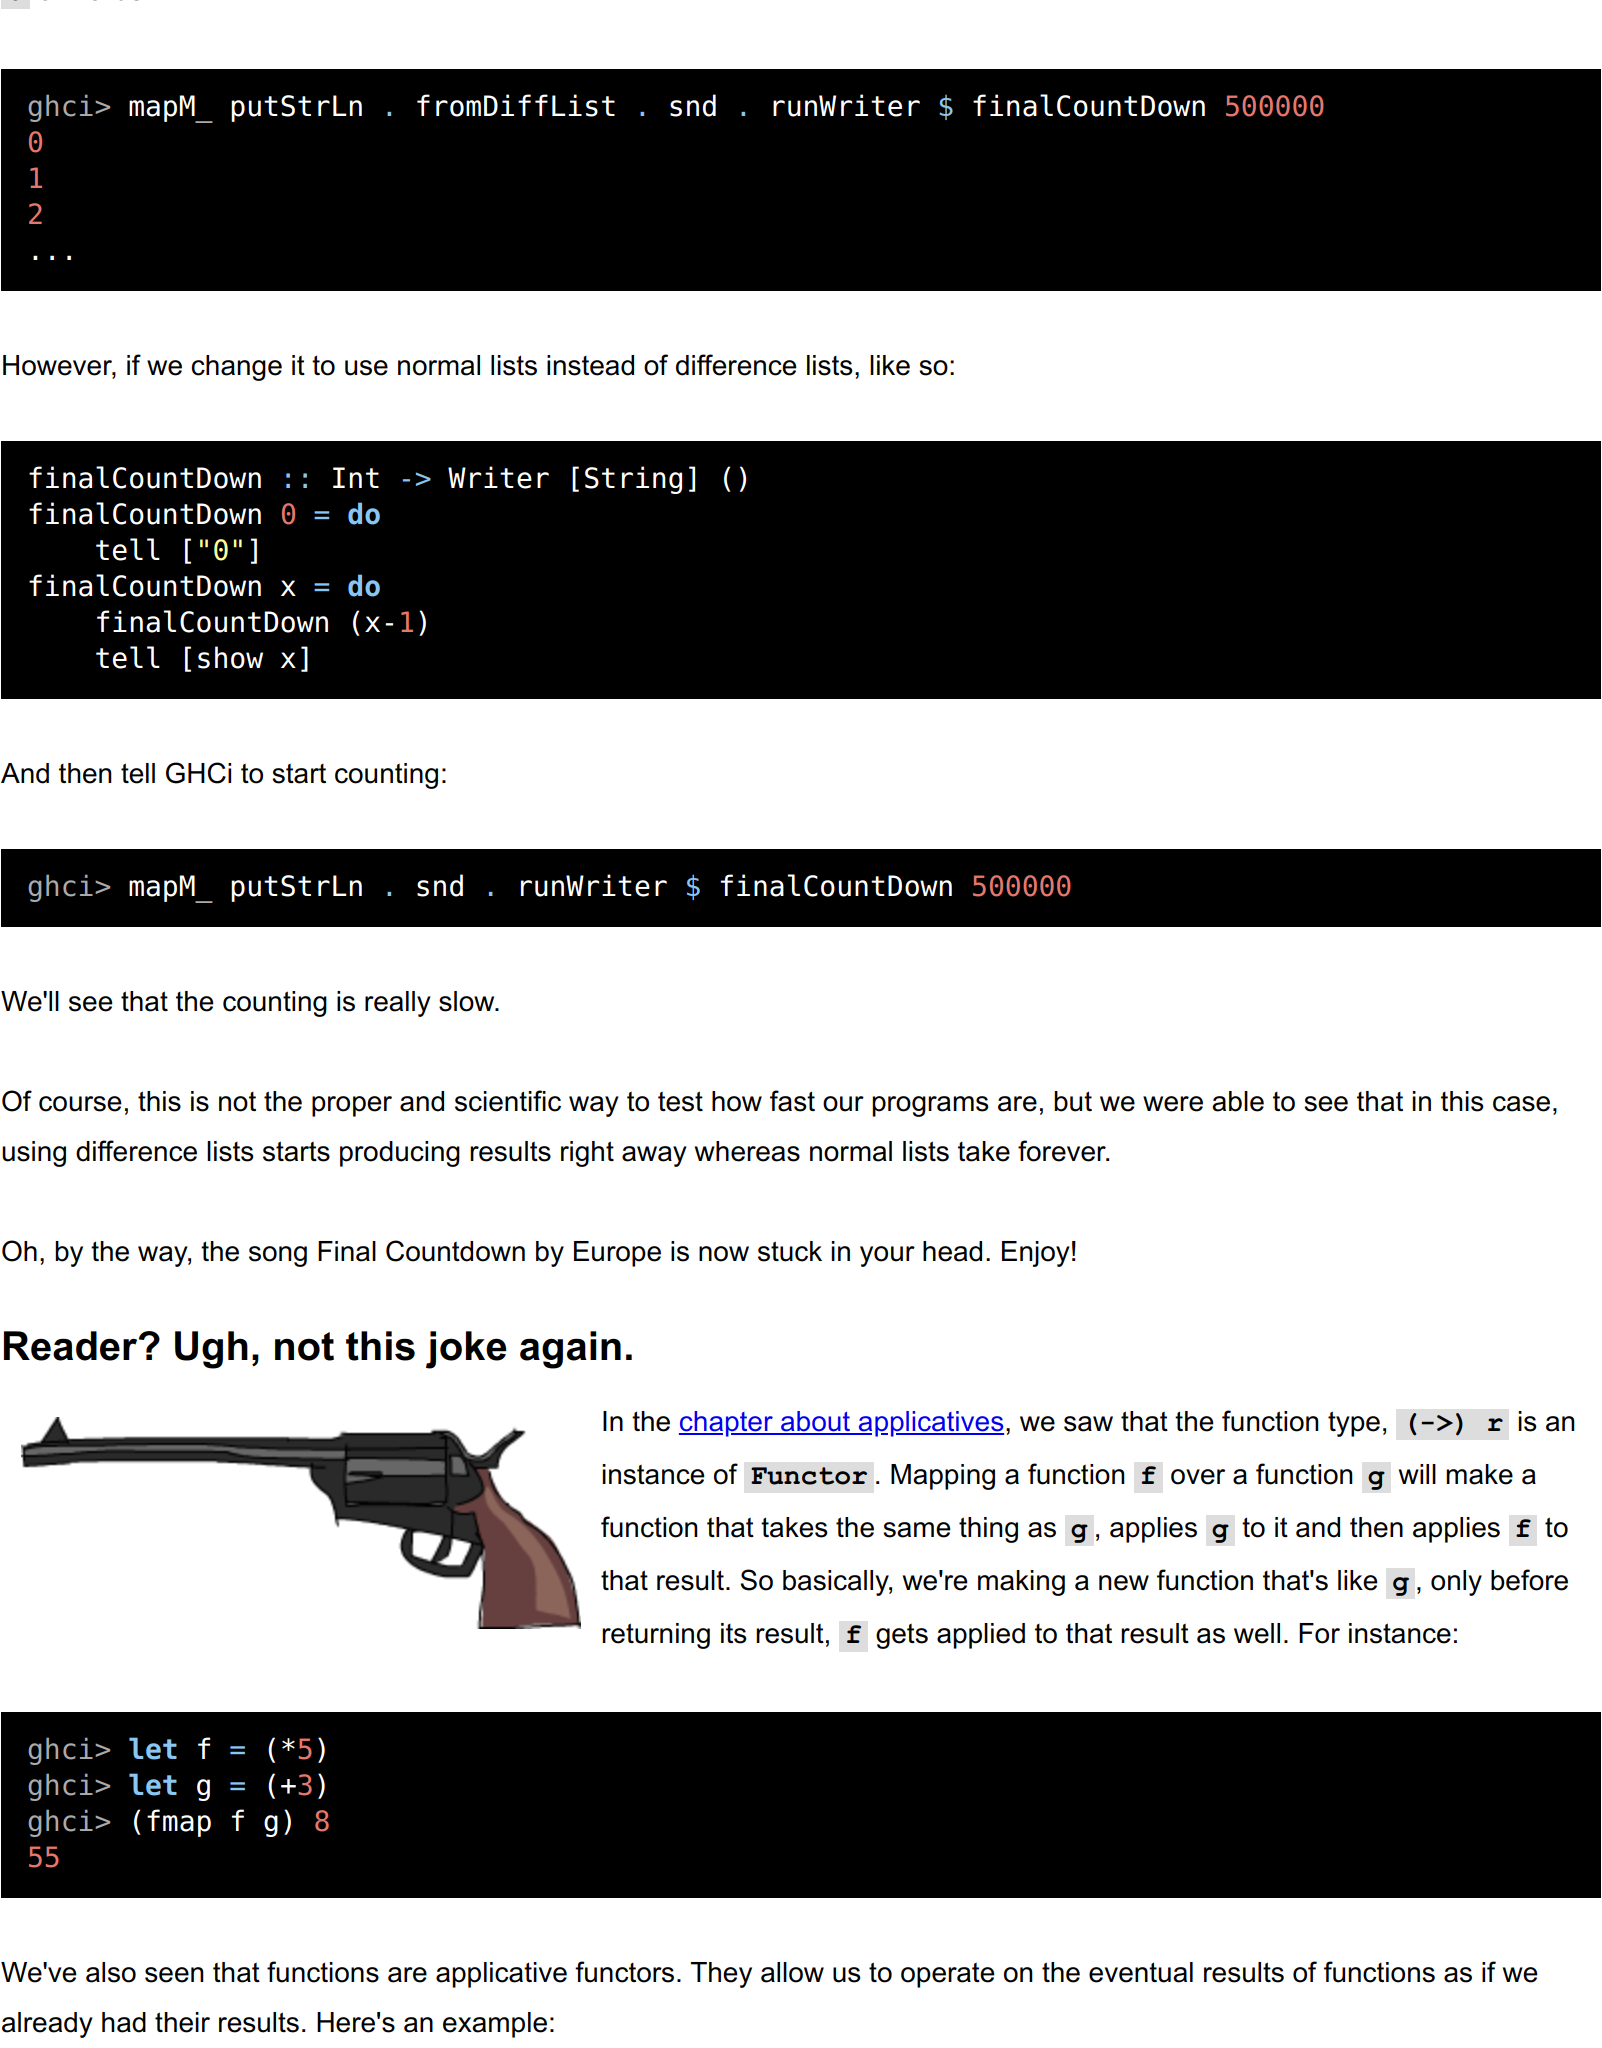 ghci> mapM_ putStrLn . fromDiffList . snd . runWriter $ finalCountDown 500000
0
1
2
...
However, if we change it to use normal lists instead of difference lists, like so:
finalCountDown :: Int -> Writer [String] ()
finalCountDown 0 = do
    tell ["0"]
finalCountDown x = do
    finalCountDown (x-1)
    tell [show x]
And then tell GHCi to start counting:
ghci> mapM_ putStrLn . snd . runWriter $ finalCountDown 500000
We'll see that the counting is really slow.
Of course, this is not the proper and scientific way to test how fast our programs are, but we were able to see that in this case,
using difference lists starts producing results right away whereas normal lists take forever.
Oh, by the way, the song Final Countdown by Europe is now stuck in your head. Enjoy!
Reader? Ugh, not this joke again.
In the chapter about applicatives, we saw that the function type, (->) r is an
instance of Functor. Mapping a function f over a function g will make a
function that takes the same thing as g, applies g to it and then applies f to
that result. So basically, we're making a new function that's like g, only before
returning its result, f gets applied to that result as well. For instance:
ghci> let f = (*5)
ghci> let g = (+3)
ghci> (fmap f g) 8
55
We've also seen that functions are applicative functors. They allow us to operate on the eventual results of functions as if we
already had their results. Here's an example: